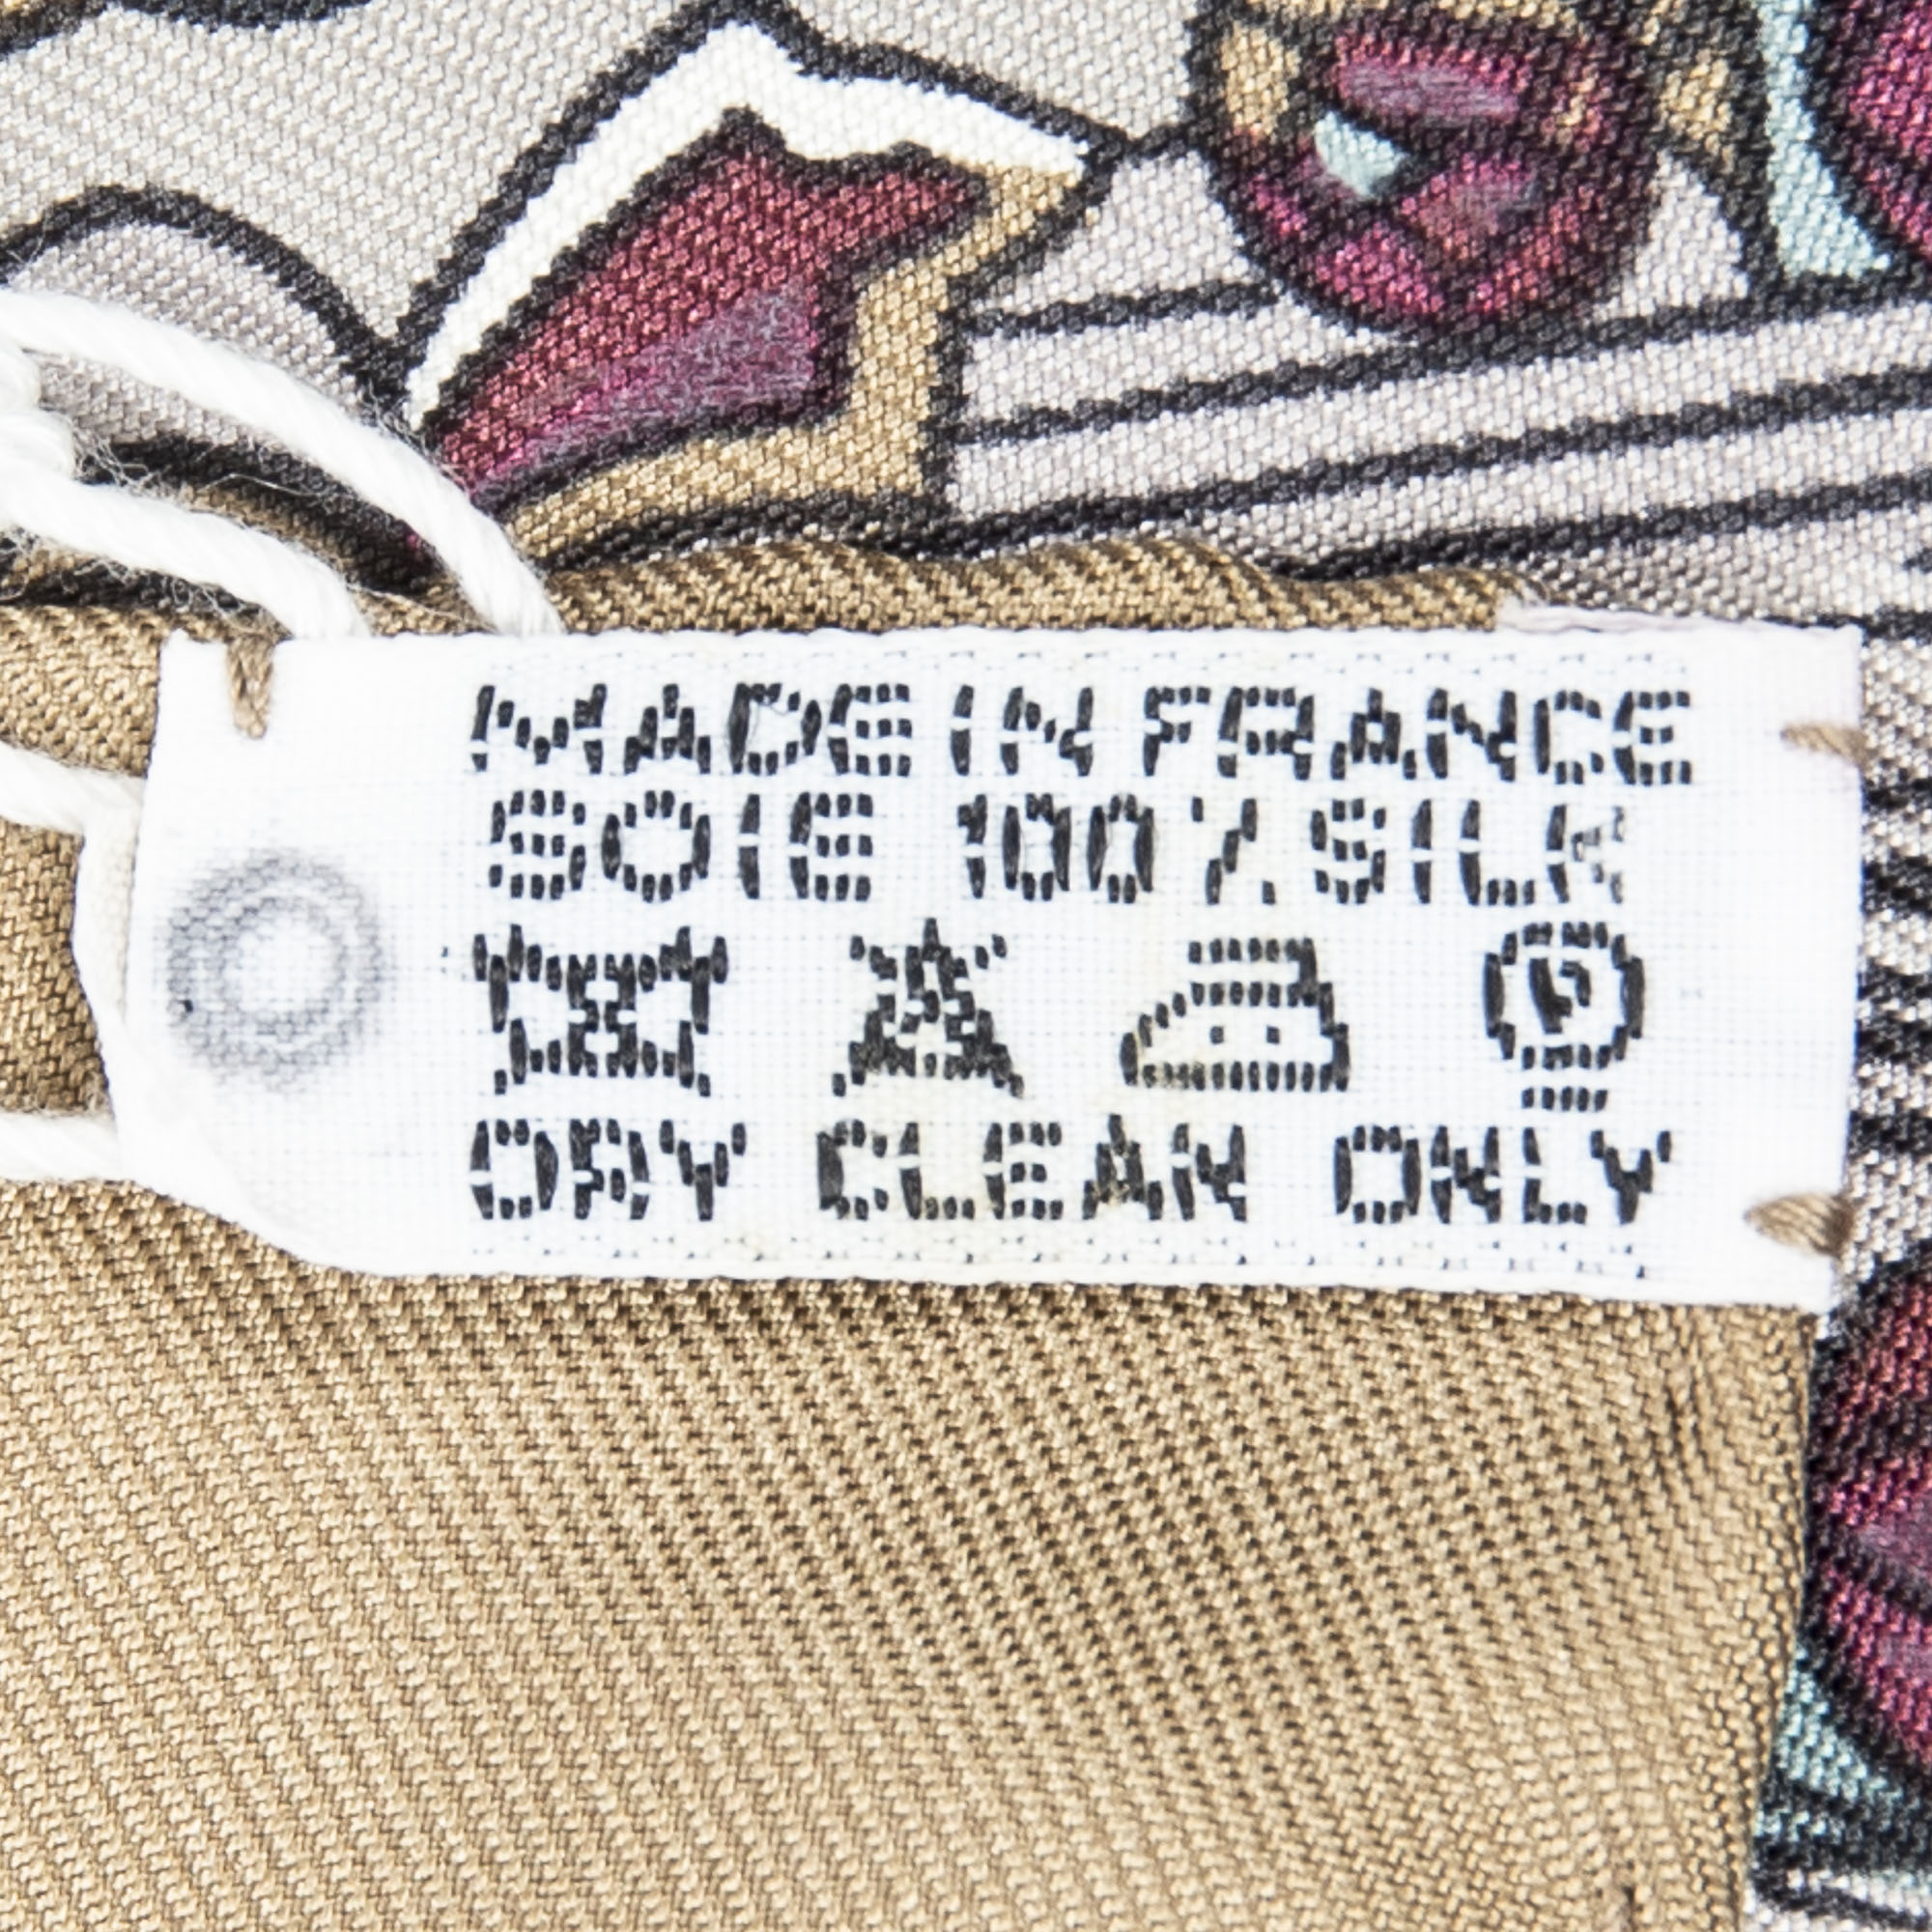 MADE IN FRANCE
SOIE 100% SILK
P
DRY CLEAN ONLY